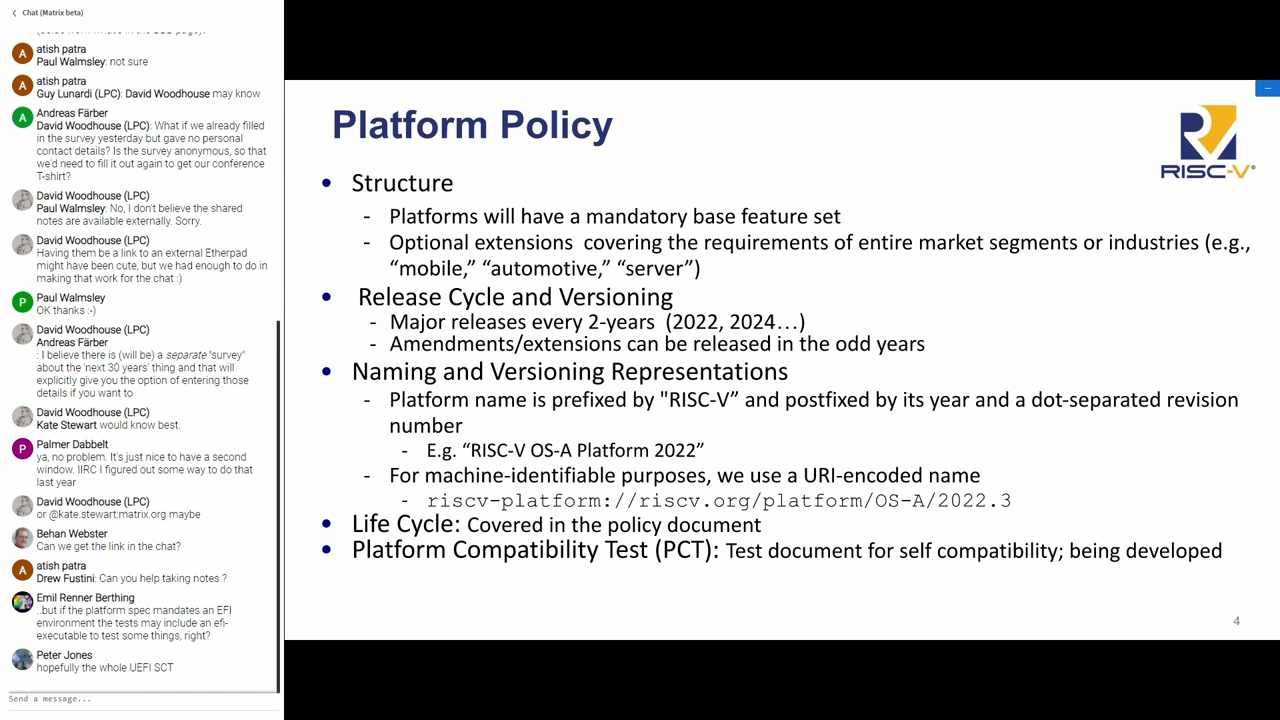 Chat (Matrix beta)
A
atish patra
Paul Walmsley: not sure
A
atish patra
Guy Lunardi (LPC): David Woodhouse may know
A
Andreas Färber
David Woodhouse (LPC): What if we already filled
in the survey yesterday but gave no personal
contact details? Is the survey anonymous, so that
we'd need to fill it out again to get our conference
T-shirt?
David Woodhouse (LPC)
Paul Walmsley: No, I don't believe the shared
notes are available externally. Sorry.
David Woodhouse (LPC)
Having them be a link to an external Etherpad
might have been cute, but we had enough to do in
making that work for the chat :)
P
Paul Walmsley
OK thanks :-)
David Woodhouse (LPC)
Andreas Färber
: I believe there is (will be) a separate "survey"
about the 'next 30 years' thing and that will
explicitly give you the option of entering those
details if you want to
David Woodhouse (LPC)
Kate Stewart would know best.
P
Palmer Dabbelt
ya, no problem. It's just nice to have a second
window. IIRC I figured out some way to do that
last year
David Woodhouse (LPC)
or @kate.stewart:matrix.org maybe
Behan Webster
Can we get the link in the chat?
A
atish patra
Drew Fustini: Can you help taking notes ?
Emil Renner Berthing
..but if the platform spec mandates an EFI
environment the tests may include an efi-
executable to test some things, right?
Peter Jones
hopefully the whole UEFI SCT
Send a message...
Platform Policy
RISC-V®
• Structure
- Platforms will have a mandatory base feature set
- Optional extensions covering the requirements of entire market segments or industries (e.g.,
“mobile,” “automotive,” “server”)
• Release Cycle and Versioning
- Major releases every 2-years (2022, 2024…)
- Amendments/extensions can be released in the odd years
• Naming and Versioning Representations
- Platform name is prefixed by "RISC-V” and postfixed by its year and a dot-separated revision
number
- E.g. “RISC-V OS-A Platform 2022”
- For machine-identifiable purposes, we use a URI-encoded name
- riscv-platform://riscv.org/platform/OS-A/2022.3
• Life Cycle: Covered in the policy document
• Platform Compatibility Test (PCT): Test document for self compatibility; being developed
4